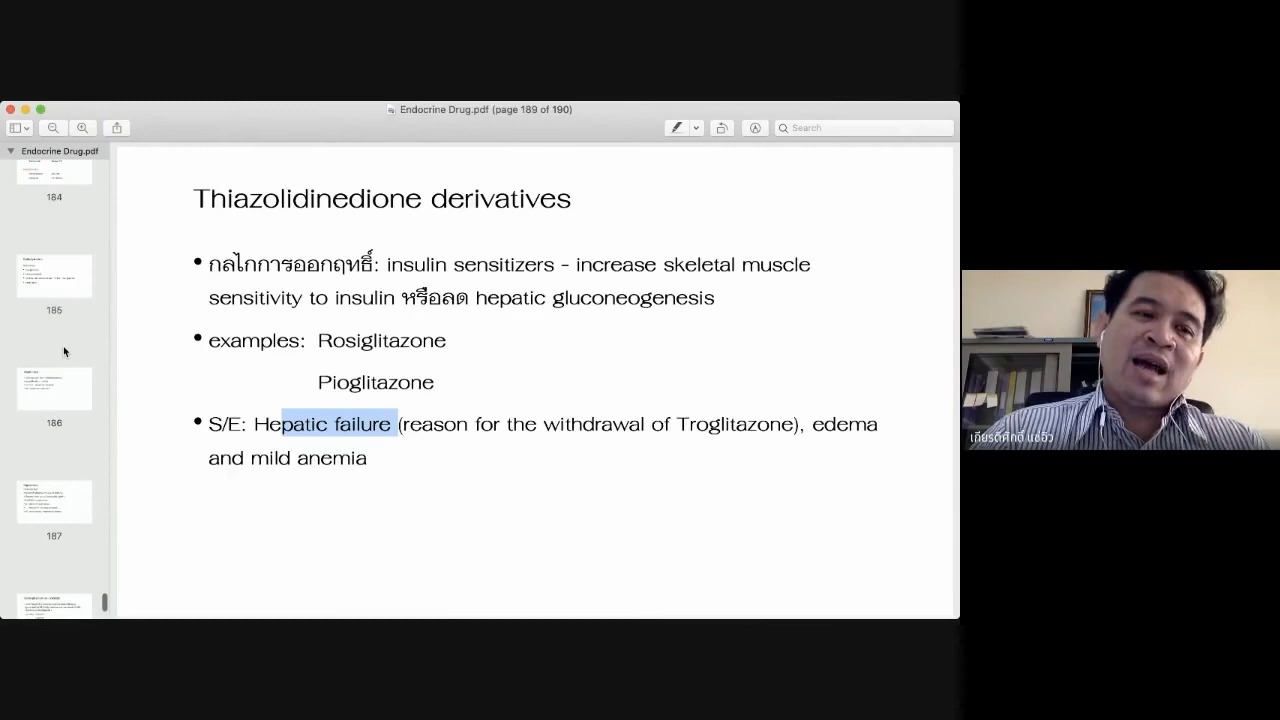 Endocrine Drug.pdf (page 189 of 190)
Search
Endocrine Drug.pdf
184
185
186
187
Thiazolidinedione derivatives
• กลไกการออกฤทธิ์: insulin sensitizers - increase skeletal muscle
sensitivity to insulin หรือลด hepatic gluconeogenesis
• examples: Rosiglitazone
Pioglitazone
• S/E: Hepatic failure (reason for the withdrawal of Troglitazone), edema
and mild anemia
เกียรติศักดิ์ แซ่อิว